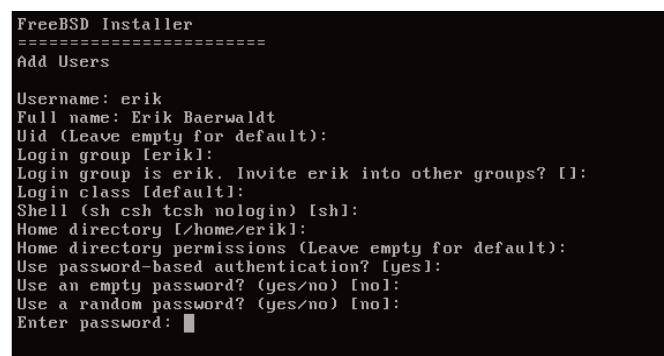 FreeBSD Installer
========================
Add Users
Username: erik
Full name: Erik Baerwaldt
Uid (Leave empty for default):
Login group [erik]:
Login group is erik. Invite erik into other groups? []:
Login class [default]:
Shell (sh csh tcsh nologin) [sh]:
Home directory [/home/erik]:
Home directory permissions (Leave empty for default):
Use password-based authentication? [yes]:
Use an empty password? (yes/no) [no]:
Use a random password? (yes/no) [no]:
Enter password: